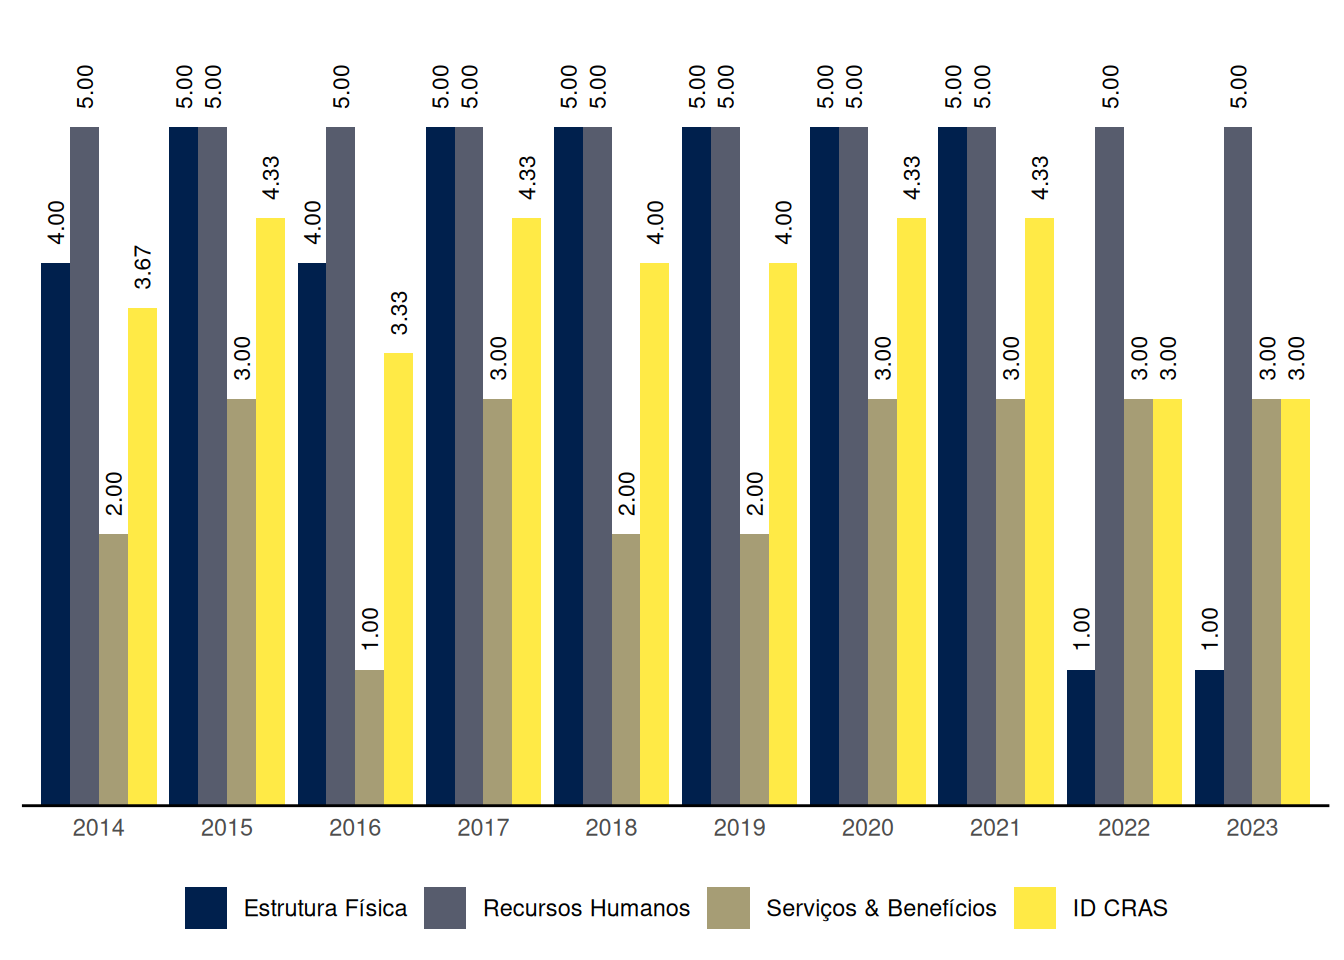 4.00 5.00 2.00 3.67 5.00 5.00 3.00 4.33 4.00 5.00 1.00 3.33 5.00 5.00 3.00 4.33 5.00 5.00 2.00 4.00 5.00 5.00 2.00 4.00 5.00 5.00 3.00 4.33 5.00 5.00 3.00 4.33 1.00 5.00 3.00 3.00 1.00 5.00 3.00 3.00
2014 2015 2016 2017 2018 2019 2020 2021 2022 2023
Estrutura Física Recursos Humanos Serviços & Benefícios ID CRAS